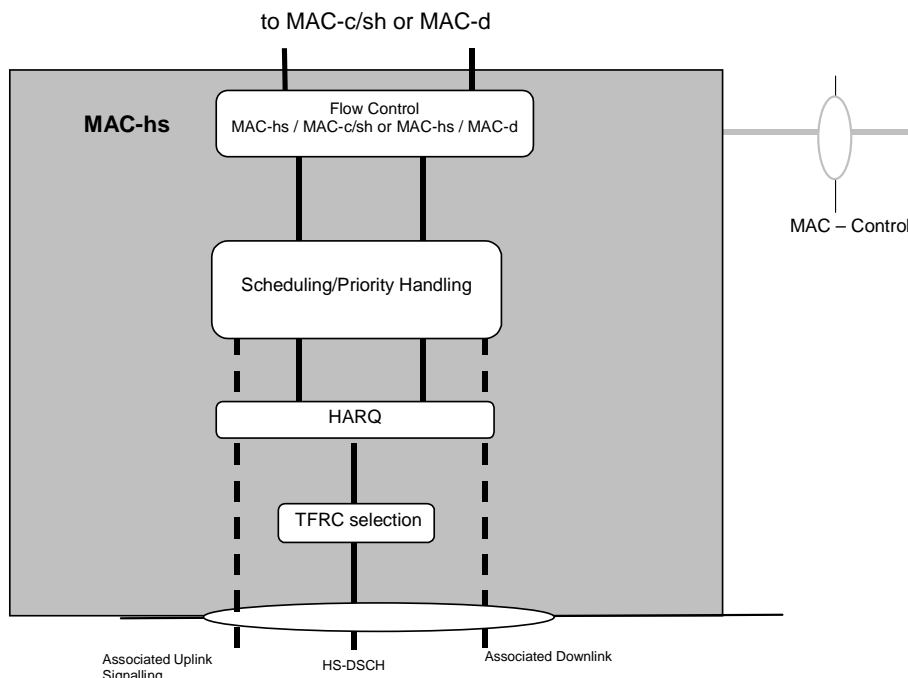 to MAC-c/sh or MAC-d
MAC-hs
Flow Control
MAC-hs / MAC-c/sh or MAC-hs / MAC-d
MAC – Control
Scheduling/Priority Handling
HARQ
TFRC selection
Associated Uplink
Signalling
HS-DSCH
Associated Downlink